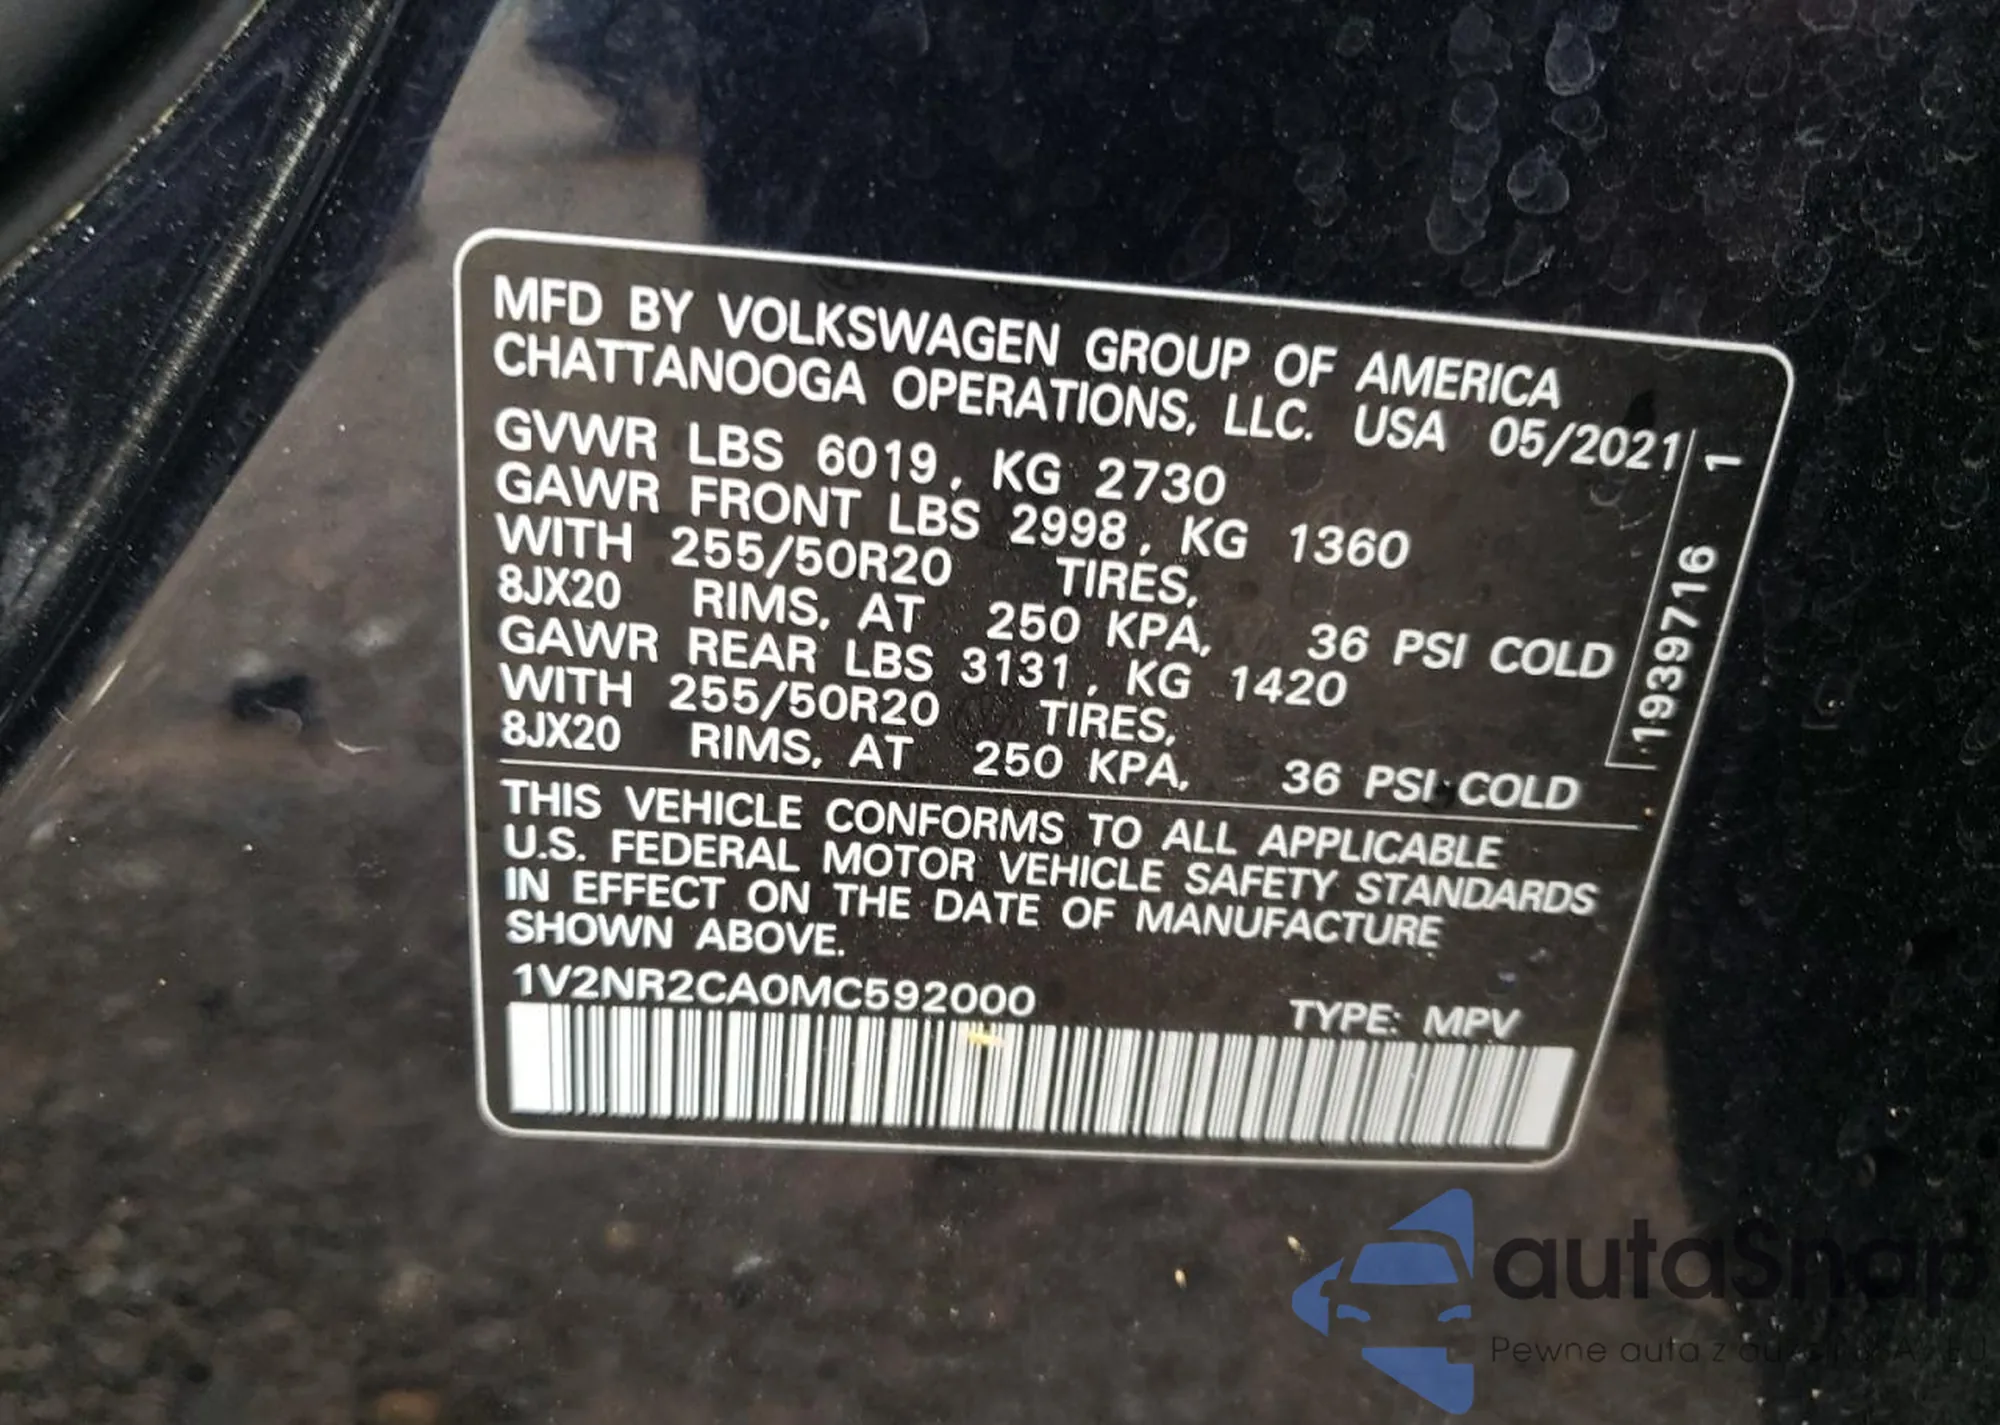 MFD BY VOLKSWAGEN GROUP OF AMERICA
CHATTANOOGA OPERATIONS, LLC. USA 05/2021
GVWR LBS 6019, KG 2730
GAWR FRONT LBS 2998, KG 1360
WITH 255/50R20 TIRES,
8JX20 RIMS, AT 250 KPA, 36 PSI COLD
GAWR REAR LBS 3131, KG 1420
WITH 255/50R20 TIRES,
8JX20 RIMS, AT 250 KPA, 36 PSI COLD
1939716 1
THIS VEHICLE CONFORMS TO ALL APPLICABLE
U.S. FEDERAL MOTOR VEHICLE SAFETY STANDARDS
IN EFFECT ON THE DATE OF MANUFACTURE
SHOWN ABOVE.
1V2NR2CA0MC592000 TYPE: MPV
autaSnap
Pewne auta z